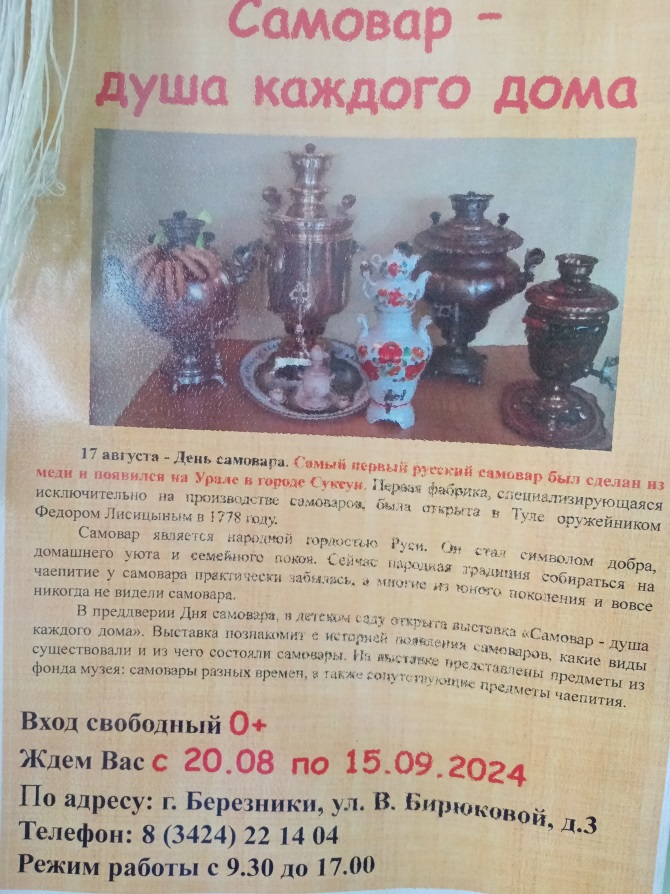 Самовар –
душа каждого дома
17 августа - День самовара. Самый первый русский самовар был сделан из
меди и появился на Урале в городе Суксун. Первая фабрика, специализирующаяся
исключительно на производстве самоваров, была открыта в Туле оружейником
Федором Лисицыным в 1778 году.
Самовар является народной гордостью Руси. Он стал символом добра,
домашнего уюта и семейного покоя. Сейчас народная традиция собираться на
чаепитие у самовара практически забылась, а многие из юного поколения и вовсе
никогда не видели самовара.
В преддверии Дня самовара, в детском саду открыта выставка «Самовар - душа
каждого дома». Выставка познакомит с историей появления самоваров, какие виды
существовали и из чего состояли самовары. На выставке представлены предметы из
фонда музея: самовары разных времен, а также сопутствующие предметы чаепития.
Вход свободный 0+
Ждем Вас с 20.08 по 15.09.2024
По адресу: г. Березники, ул. В. Бирюковой, д.3
Телефон: 8 (3424) 22 14 04
Режим работы с 9.30 до 17.00